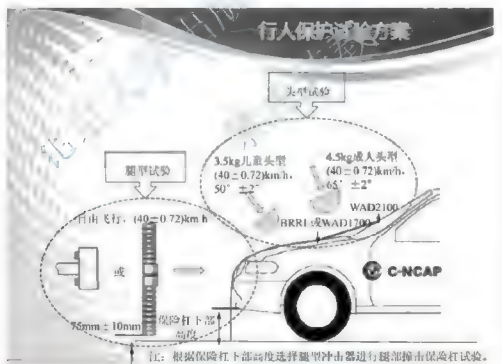 行人保护试验方案
头型试验
3.5kg儿童头型
(40±0.72)km/h,
50°±2°
4.5kg成人头型
(40±0.72)km/h,
65°±2°
腿型试验
自由飞行,(40±0.72)km/h
WAD2100
BRRL或WAD1700
或
C-NCAP
75mm±10mm
保险杠下部
高度
注:根据保险杠下部高度选择腿型冲击器进行腿部撞击保险杠试验。